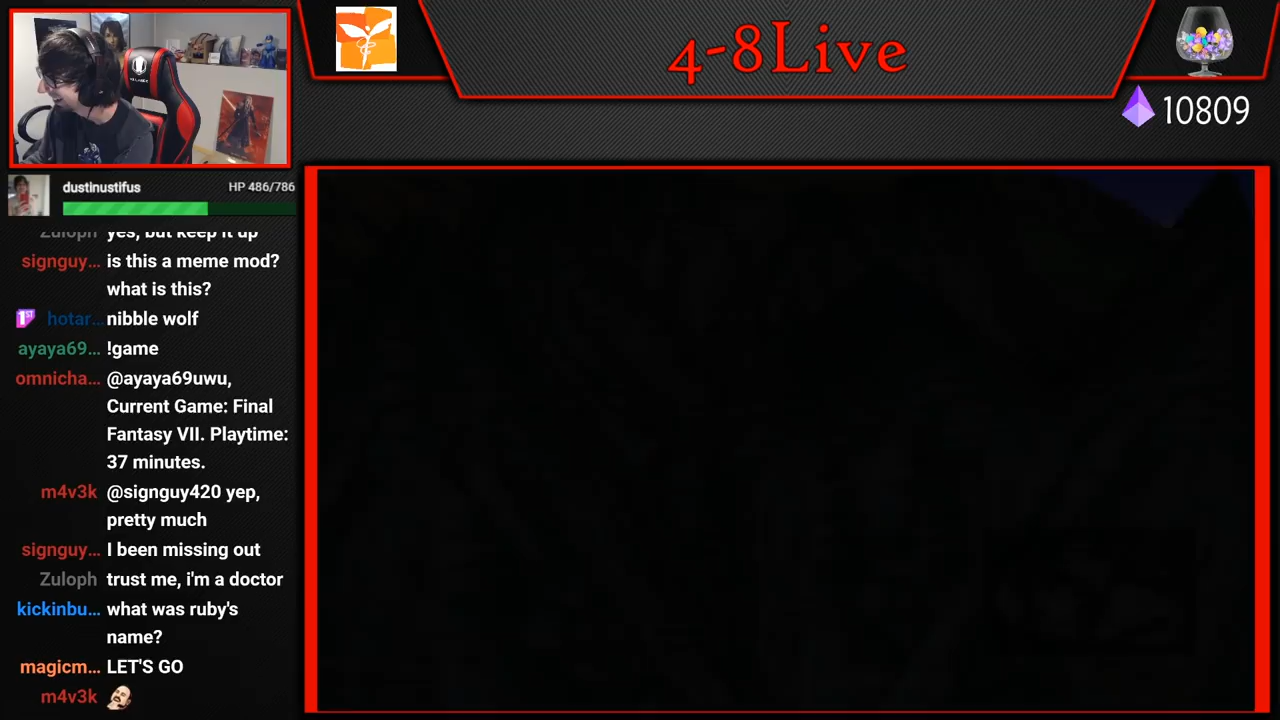 4-8Live
10809
dustinustifus HP 486/786
Zuloph yes, but keep it up
signguy... is this a meme mod?
what is this?
hotar... nibble wolf
ayaya69... !game
omnicha... @ayaya69uwu,
Current Game: Final
Fantasy VII. Playtime:
37 minutes.
m4v3k @signguy420 yep,
pretty much
signguy... I been missing out
Zuloph trust me, i'm a doctor
kickinbu... what was ruby's
name?
magicm... LET'S GO
m4v3k